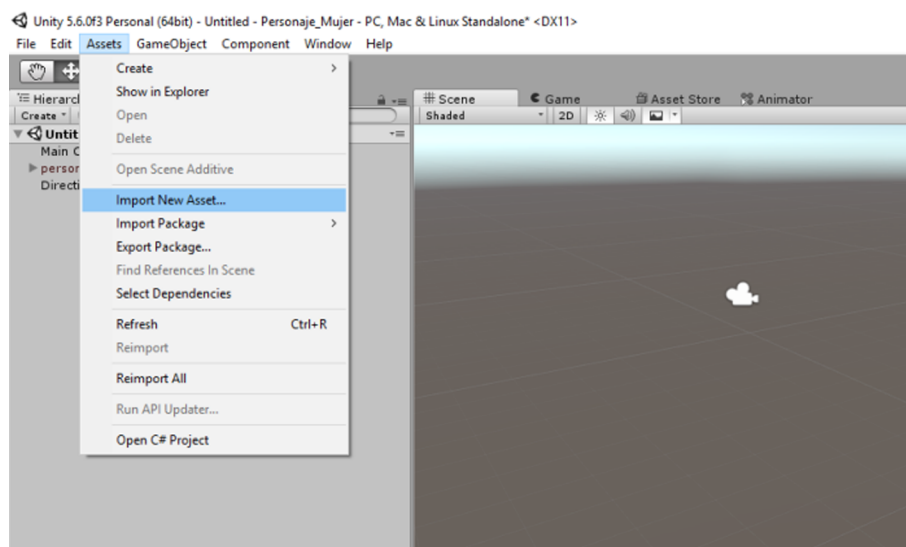 Unity 5.6.0f3 Personal (64bit) - Untitled - Personaje_Mujer - PC, Mac & Linux Standalone* <DX11>
File Edit Assets GameObject Component Window Help
Create
Show in Explorer
Open
Delete
Open Scene Additive
Import New Asset...
Import Package
Export Package...
Find References In Scene
Select Dependencies
Refresh Ctrl+R
Reimport
Reimport All
Run API Updater...
Open C# Project
Hierarc
Create
Untit
Main C
person
Directi
Scene Game Asset Store Animator
Shaded 2D